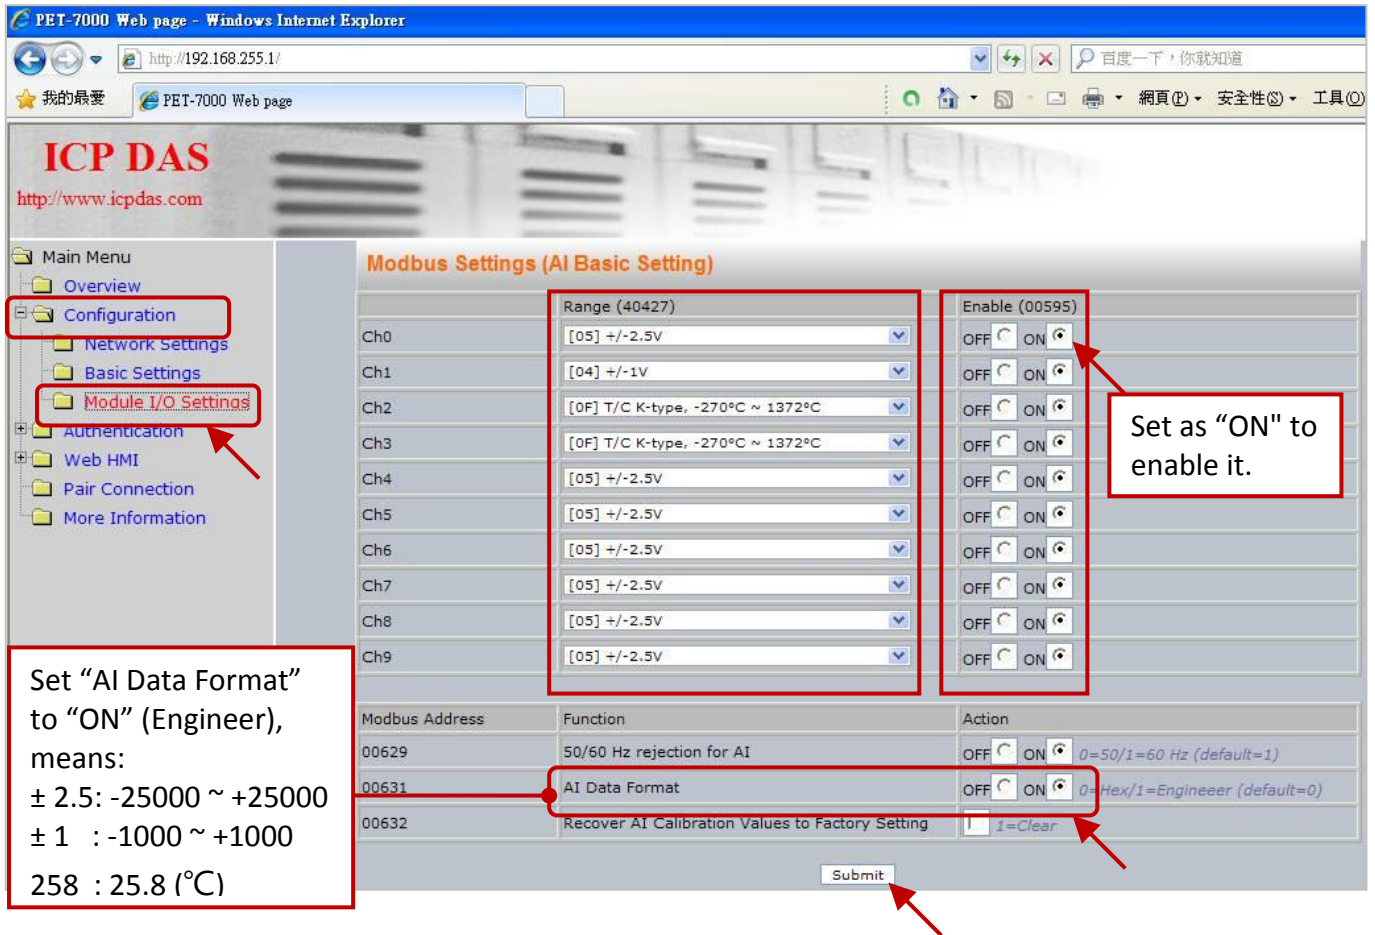 PET-7000 Web page - Windows Internet Explorer
http://192.168.255.1/
百度一下，你就知道
我的最愛
PET-7000 Web page
網頁(P)
安全性(S)
工具(O)
ICP DAS
http://www.icpdas.com
Main Menu
Overview
Configuration
Network Settings
Basic Settings
Module I/O Settings
Authentication
Web HMI
Pair Connection
More Information
Modbus Settings (AI Basic Setting)
Range (40427) Enable (00595)
Ch0 [05] +/-2.5V OFF ON
Ch1 [04] +/-1V OFF ON
Ch2 [0F] T/C K-type, -270°C ~ 1372°C OFF ON
Ch3 [0F] T/C K-type, -270°C ~ 1372°C OFF ON
Ch4 [05] +/-2.5V OFF ON
Ch5 [05] +/-2.5V OFF ON
Ch6 [05] +/-2.5V OFF ON
Ch7 [05] +/-2.5V OFF ON
Ch8 [05] +/-2.5V OFF ON
Ch9 [05] +/-2.5V OFF ON
Set as “ON" to
enable it.
Modbus Address Function Action
00629 50/60 Hz rejection for AI OFF ON 0=50/1=60 Hz (default=1)
00631 AI Data Format OFF ON 0=Hex/1=Engineeer (default=0)
00632 Recover AI Calibration Values to Factory Setting 1=Clear
Submit
Set “AI Data Format”
to “ON” (Engineer),
means:
± 2.5: -25000 ~ +25000
± 1 : -1000 ~ +1000
258 : 25.8 (℃)